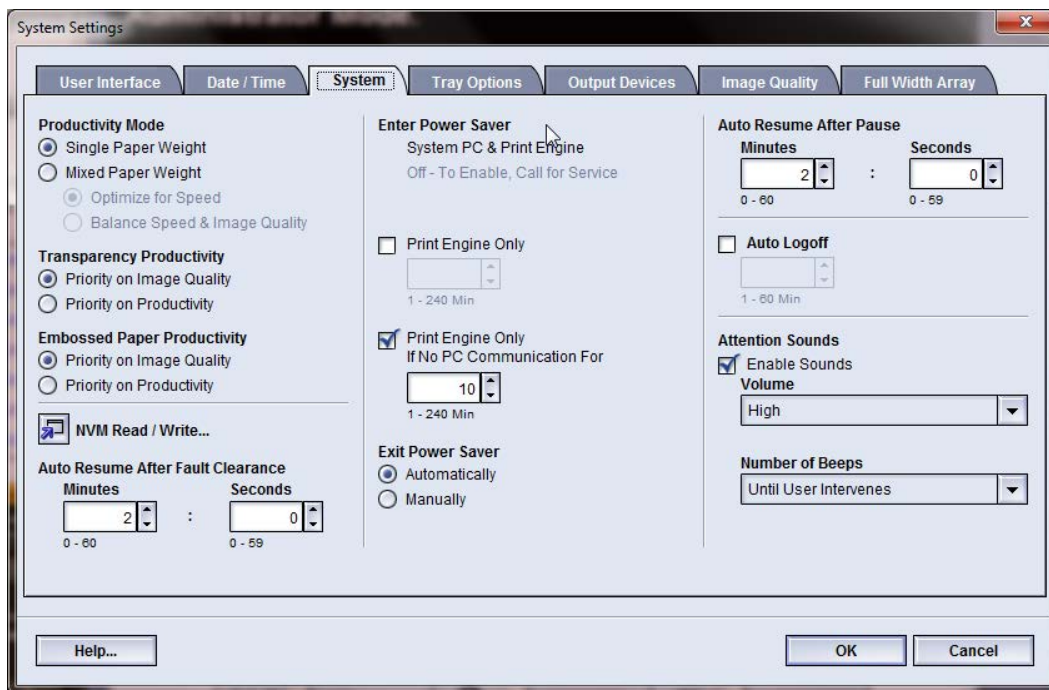 Administrator Mode.
System Settings
User Interface
Date / Time
System
Tray Options
Output Devices
Image Quality
Full Width Array
Productivity Mode
Single Paper Weight
Mixed Paper Weight
Optimize for Speed
Balance Speed & Image Quality
Transparency Productivity
Priority on Image Quality
Priority on Productivity
Embossed Paper Productivity
Priority on Image Quality
Priority on Productivity
NVM Read / Write...
Auto Resume After Fault Clearance
Minutes
Seconds
2 : 0
0 - 60
0 - 59
Enter Power Saver
System PC & Print Engine
Off - To Enable, Call for Service
Print Engine Only
1 - 240 Min
Print Engine Only
If No PC Communication For
10
1 - 240 Min
Exit Power Saver
Automatically
Manually
Auto Resume After Pause
Minutes
Seconds
2 : 0
0 - 60
0 - 59
Auto Logoff
1 - 60 Min
Attention Sounds
Enable Sounds
Volume
High
Number of Beeps
Until User Intervenes
Help...
OK
Cancel